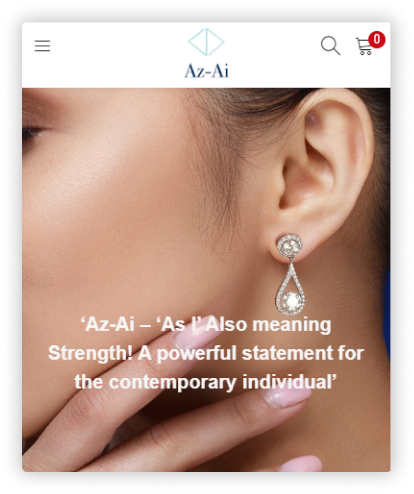 0
Az-Ai
‘Az-Ai – ‘As I’ Also meaning
Strength! A powerful statement for
the contemporary individual’